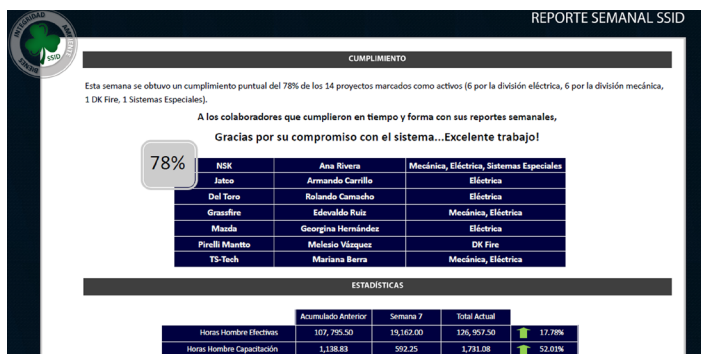 REPORTE SEMANAL SSID
INTEGRIDAD
AMBIENTE
BIENES
SSID
CUMPLIMIENTO
Esta semana se obtuvo un cumplimiento puntual del 78% de los 14 proyectos marcados como activos (6 por la división eléctrica, 6 por la división mecánica,
1 DK Fire, 1 Sistemas Especiales).
A los colaboradores que cumplieron en tiempo y forma con sus reportes semanales,
Gracias por su compromiso con el sistema...Excelente trabajo!
78%
NSK Ana Rivera Mecánica, Eléctrica, Sistemas Especiales
Jatco Armando Carrillo Eléctrica
Del Toro Rolando Camacho Eléctrica
Grassfire Edevaldo Ruiz Mecánica, Eléctrica
Mazda Georgina Hernández Eléctrica
Pirelli Mantto Melesio Vázquez DK Fire
TS-Tech Mariana Berra Mecánica, Eléctrica
ESTADÍSTICAS
Acumulado Anterior Semana 7 Total Actual
Horas Hombre Efectivas 107, 795.50 19,162.00 126, 957.50 17.78%
Horas Hombre Capacitación 1,138.83 592.25 1,731.08 52.01%